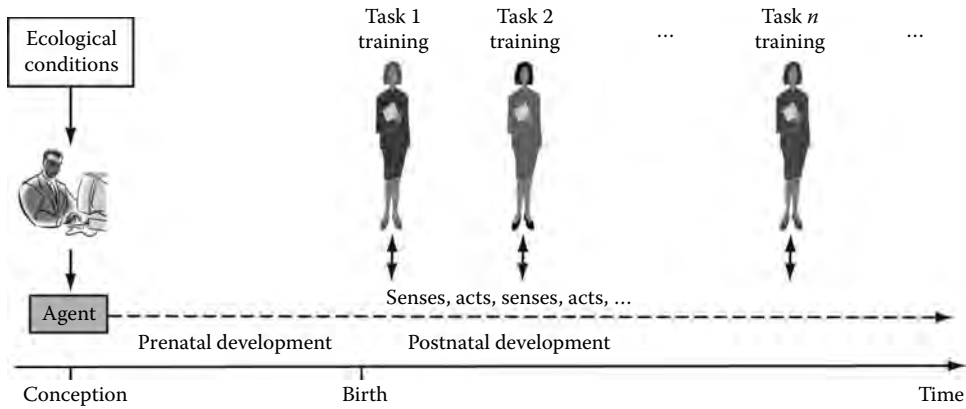 Ecological
conditions
Task 1
training
Task 2
training
...
Task n
training
...
Agent
Senses, acts, senses, acts, ...
Prenatal development
Postnatal development
Conception
Birth
Time